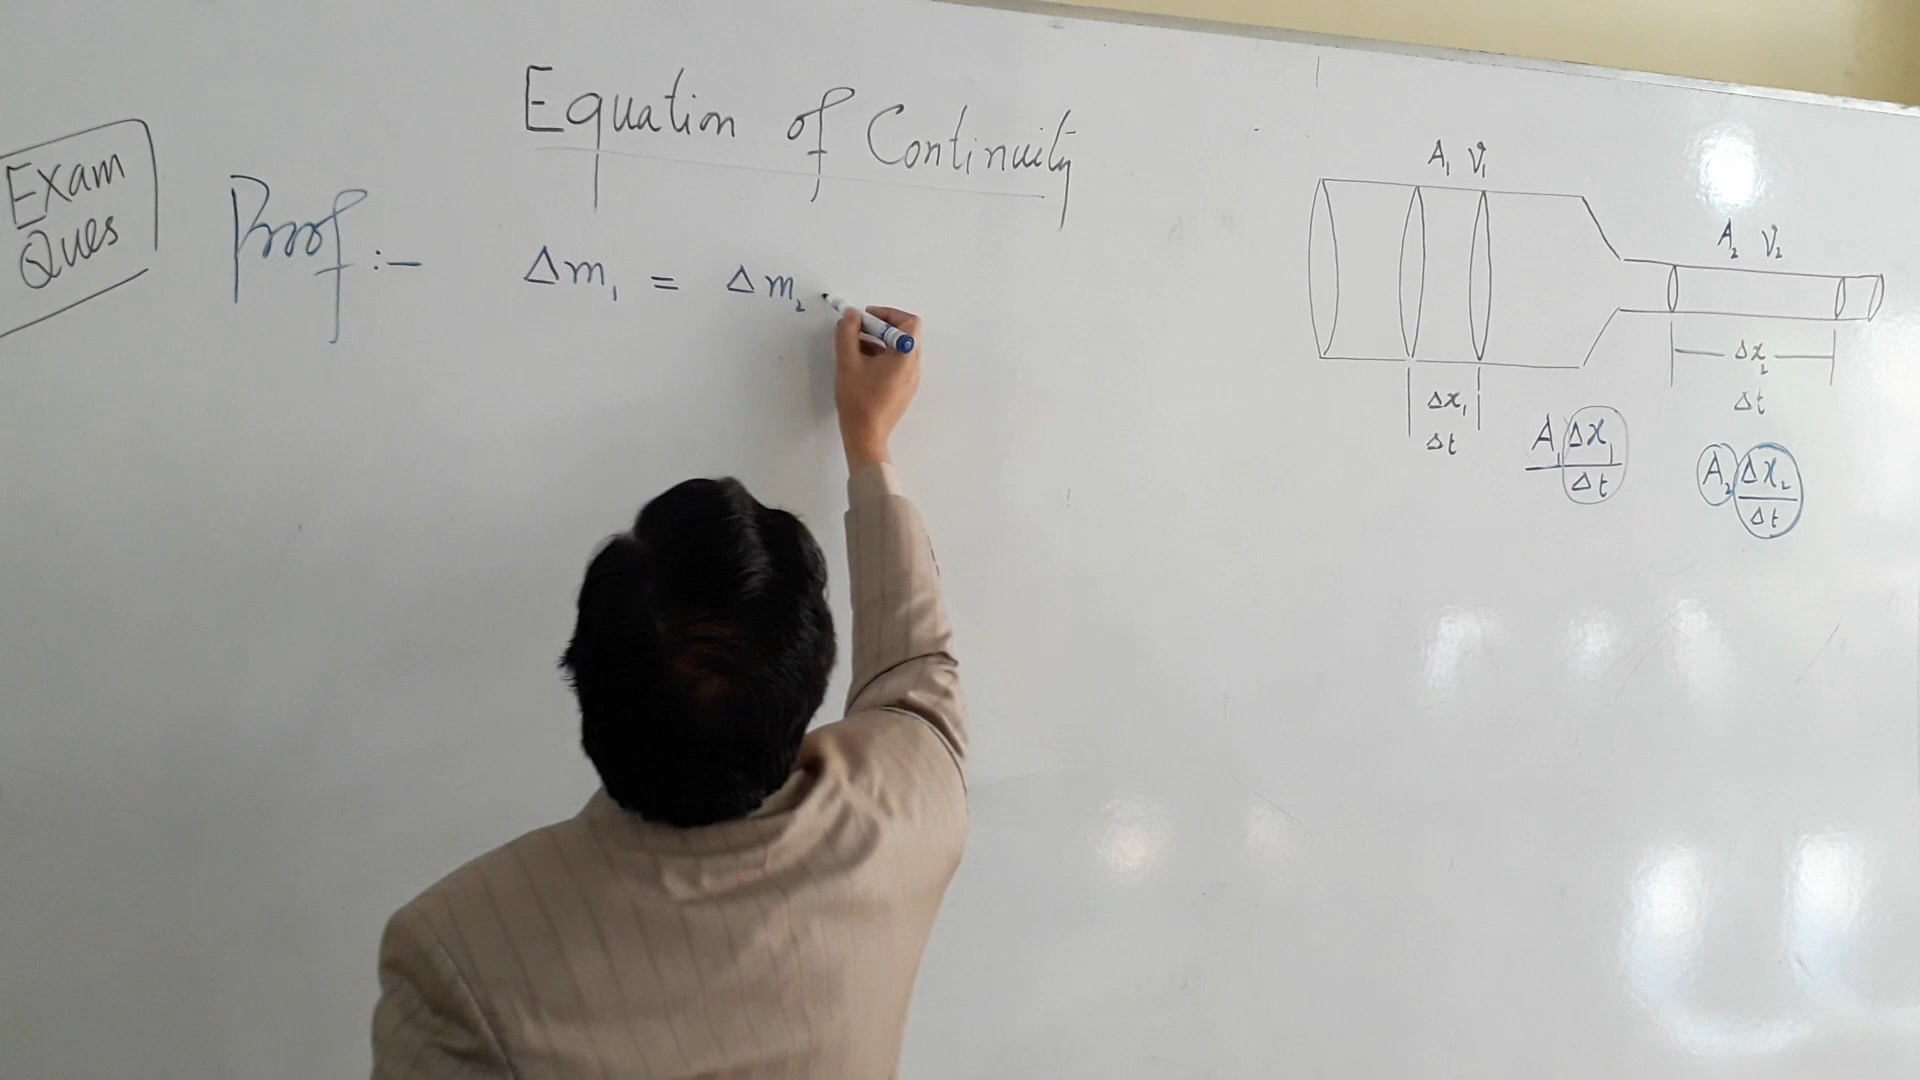 Equation of Continuity
Exam
Ques
Proof :-
Δm₁ = Δm₂
A₁ V₁
A₂ V₂
Δx₁
Δt
Δx₂
Δt
A₁ Δx₁
Δt
A₂ Δx₂
Δt